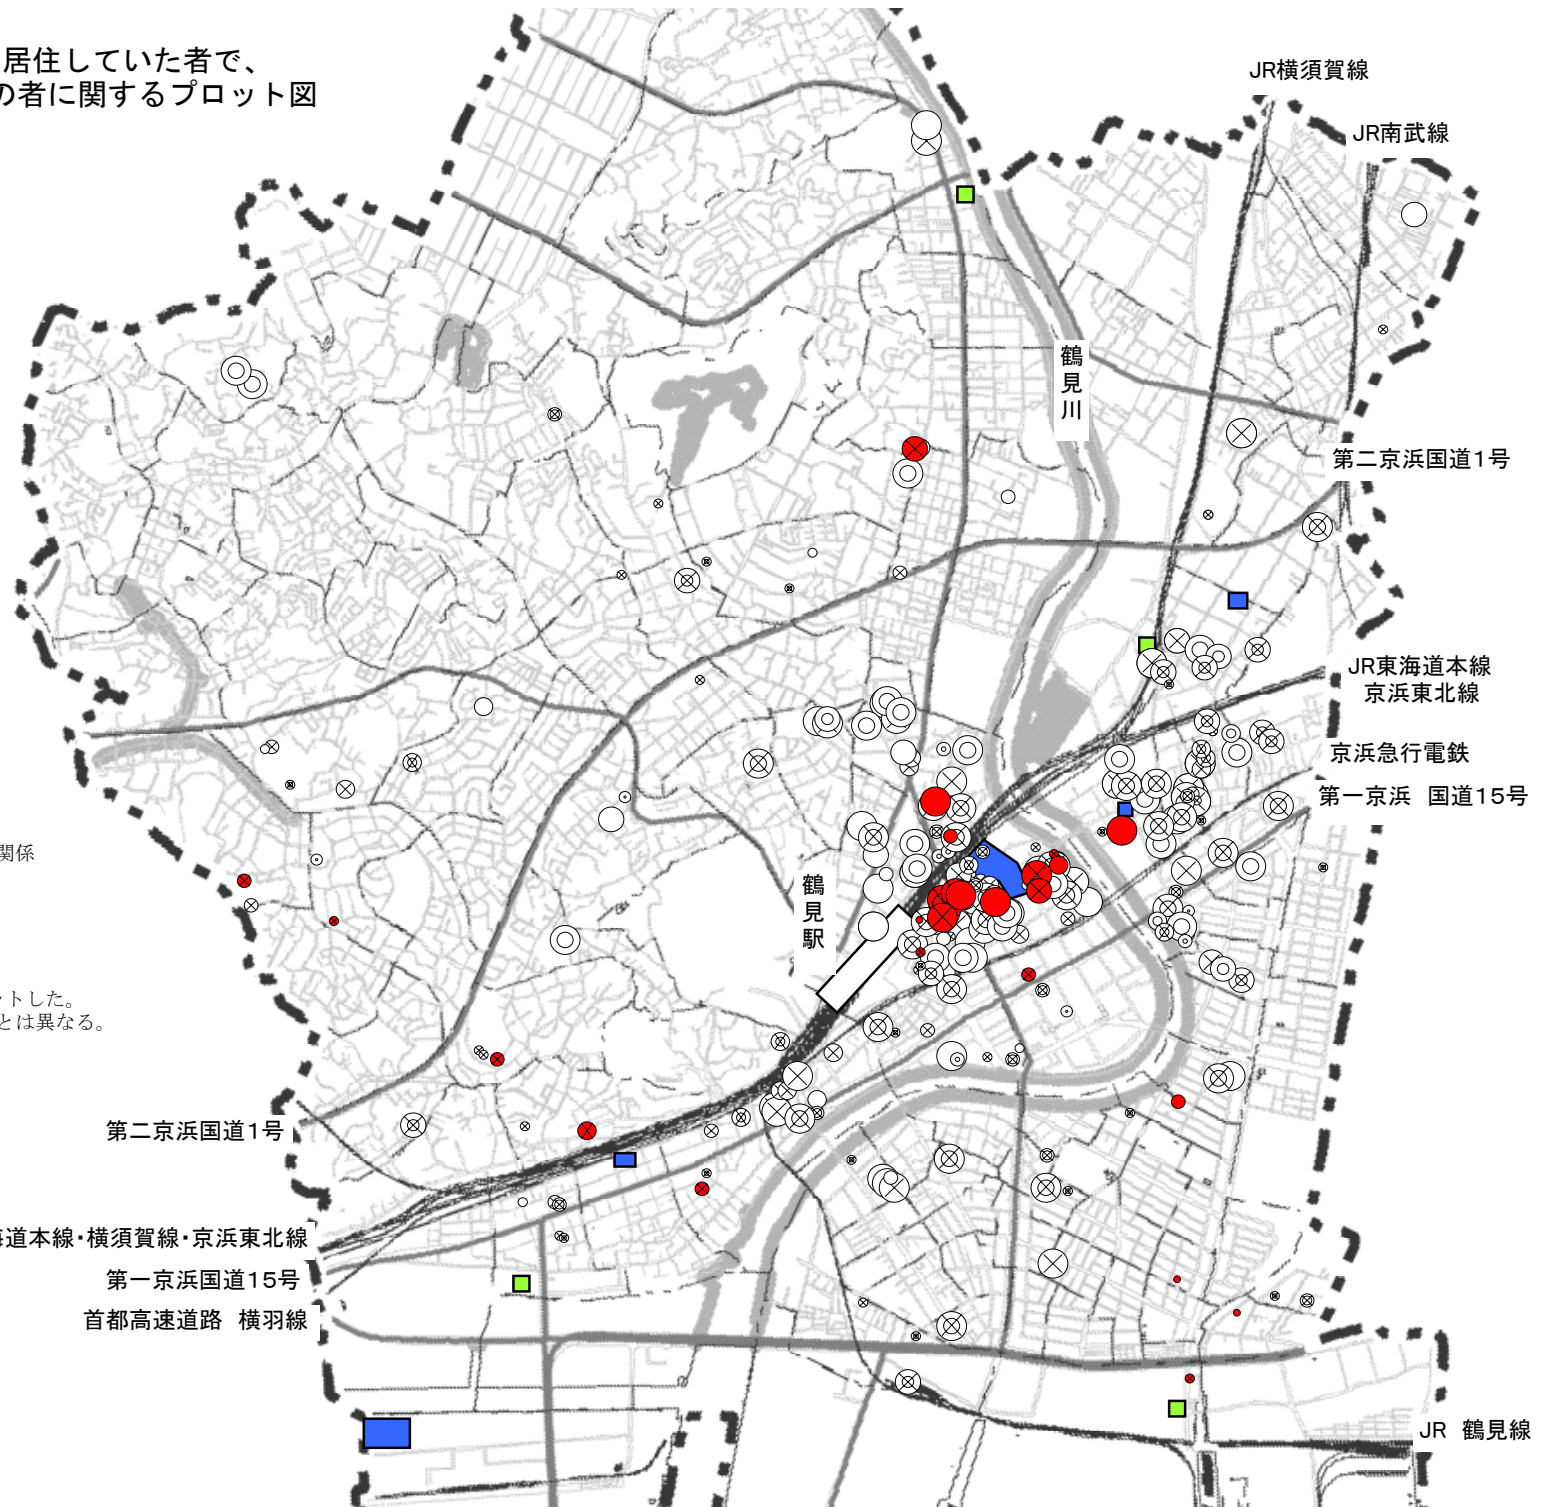 居住していた者で、
の者に関するプロット図
JR横須賀線
JR南武線
鶴見川
第二京浜国道1号
JR東海道本線
京浜東北線
京浜急行電鉄
第一京浜 国道15号
関係
鶴見駅
ットした。
とは異なる。
第二京浜国道1号
海道本線・横須賀線・京浜東北線
第一京浜国道15号
首都高速道路 横羽線
JR 鶴見線